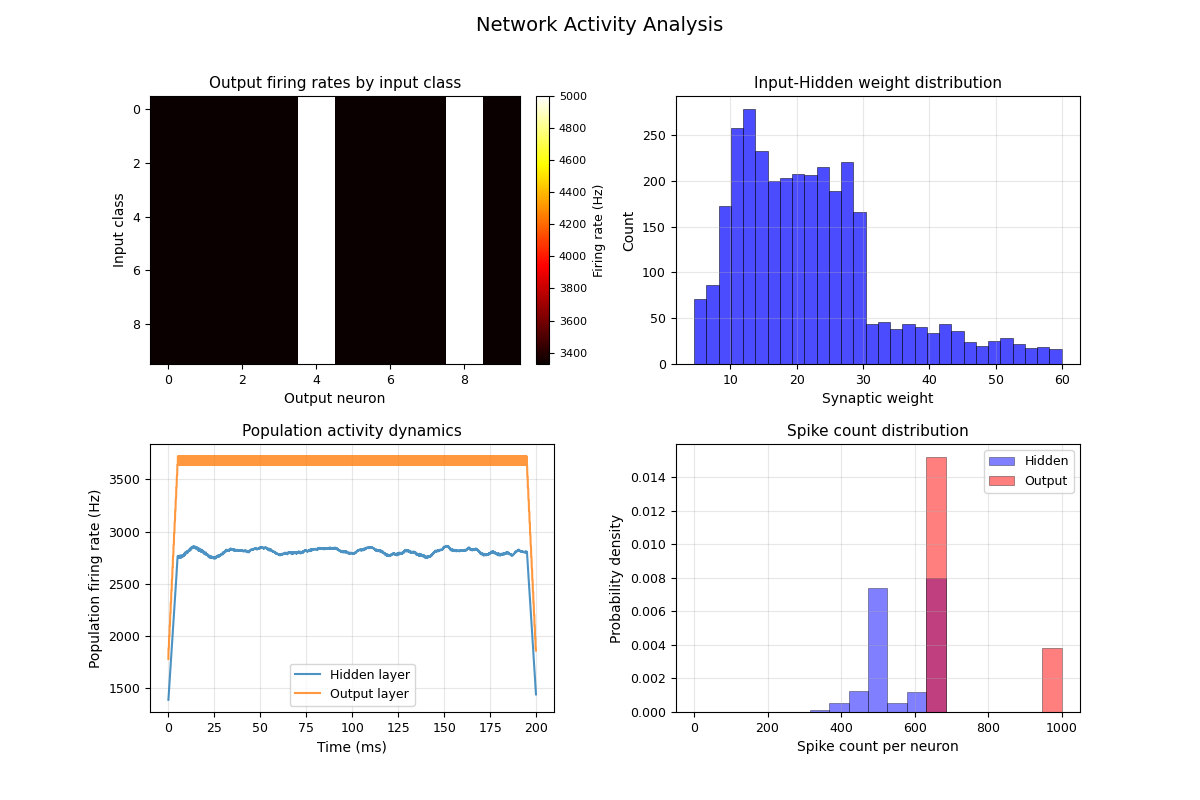 Network Activity Analysis
Output firing rates by input class
0
2
4
6
8
Input class
0 2 4 6 8
Output neuron
5000
4800
4600
4400
4200
4000
3800
3600
3400
Firing rate (Hz)
Input-Hidden weight distribution
250
200
150
100
50
0
Count
10 20 30 40 50 60
Synaptic weight
Population activity dynamics
3500
3000
2500
2000
1500
Population firing rate (Hz)
Hidden layer
Output layer
0 25 50 75 100 125 150 175 200
Time (ms)
Spike count distribution
Hidden
Output
0.014
0.012
0.010
0.008
0.006
0.004
0.002
0.000
Probability density
0 200 400 600 800 1000
Spike count per neuron